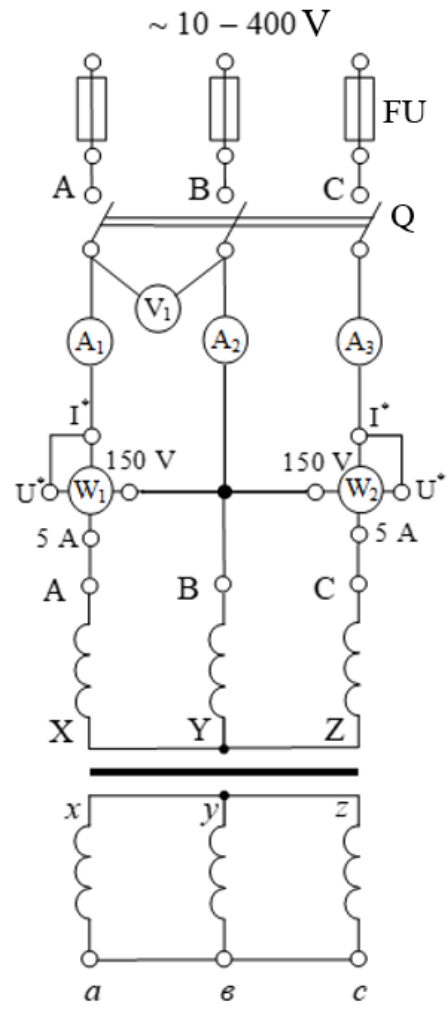 ~ 10 – 400 V
FU
A B C
Q
V₁
A₁ A₂ A₃
I* I*
150 V 150 V
U* W₁ W₂ U*
5 A 5 A
A B C
X Y Z
x y z
a в c